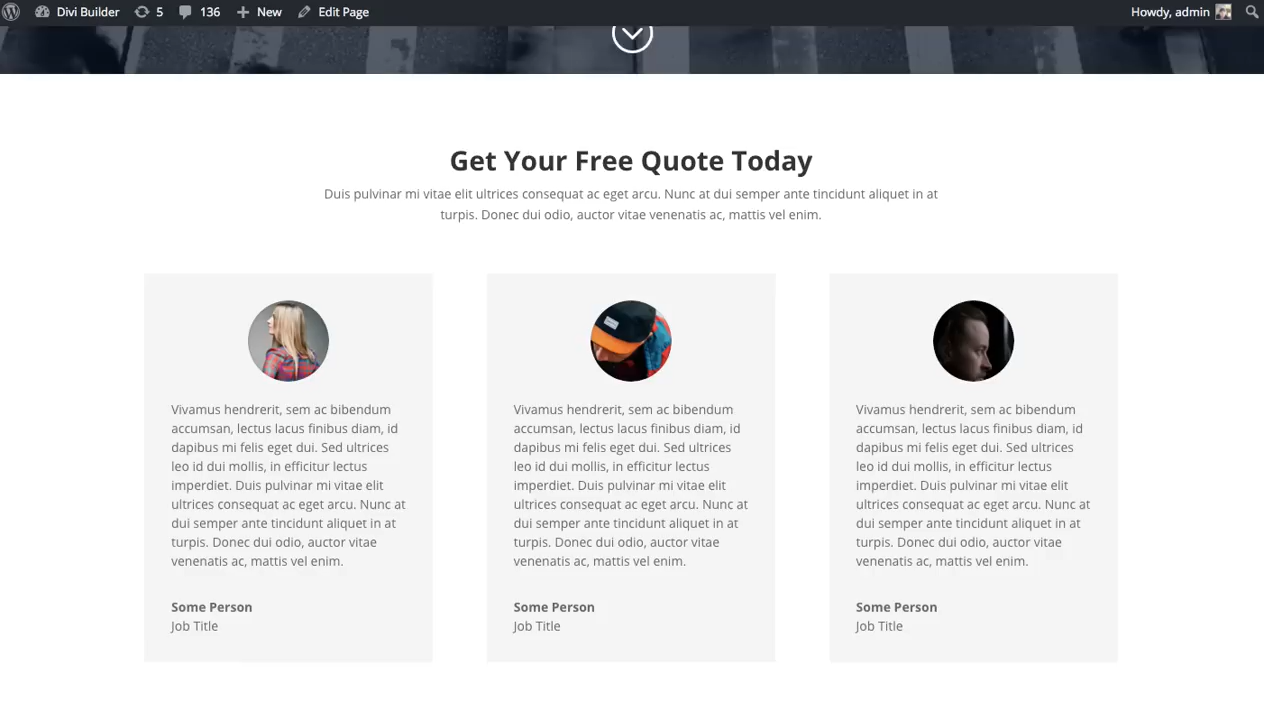 Divi Builder 5 136 New Edit Page Howdy, admin
Get Your Free Quote Today
Duis pulvinar mi vitae elit ultrices consequat ac eget arcu. Nunc at dui semper ante tincidunt aliquet in at
turpis. Donec dui odio, auctor vitae venenatis ac, mattis vel enim.
Vivamus hendrerit, sem ac bibendum
accumsan, lectus lacus finibus diam, id
dapibus mi felis eget dui. Sed ultrices
leo id dui mollis, in efficitur lectus
imperdiet. Duis pulvinar mi vitae elit
ultrices consequat ac eget arcu. Nunc at
dui semper ante tincidunt aliquet in at
turpis. Donec dui odio, auctor vitae
venenatis ac, mattis vel enim.
Some Person
Job Title
Vivamus hendrerit, sem ac bibendum
accumsan, lectus lacus finibus diam, id
dapibus mi felis eget dui. Sed ultrices
leo id dui mollis, in efficitur lectus
imperdiet. Duis pulvinar mi vitae elit
ultrices consequat ac eget arcu. Nunc at
dui semper ante tincidunt aliquet in at
turpis. Donec dui odio, auctor vitae
venenatis ac, mattis vel enim.
Some Person
Job Title
Vivamus hendrerit, sem ac bibendum
accumsan, lectus lacus finibus diam, id
dapibus mi felis eget dui. Sed ultrices
leo id dui mollis, in efficitur lectus
imperdiet. Duis pulvinar mi vitae elit
ultrices consequat ac eget arcu. Nunc at
dui semper ante tincidunt aliquet in at
turpis. Donec dui odio, auctor vitae
venenatis ac, mattis vel enim.
Some Person
Job Title